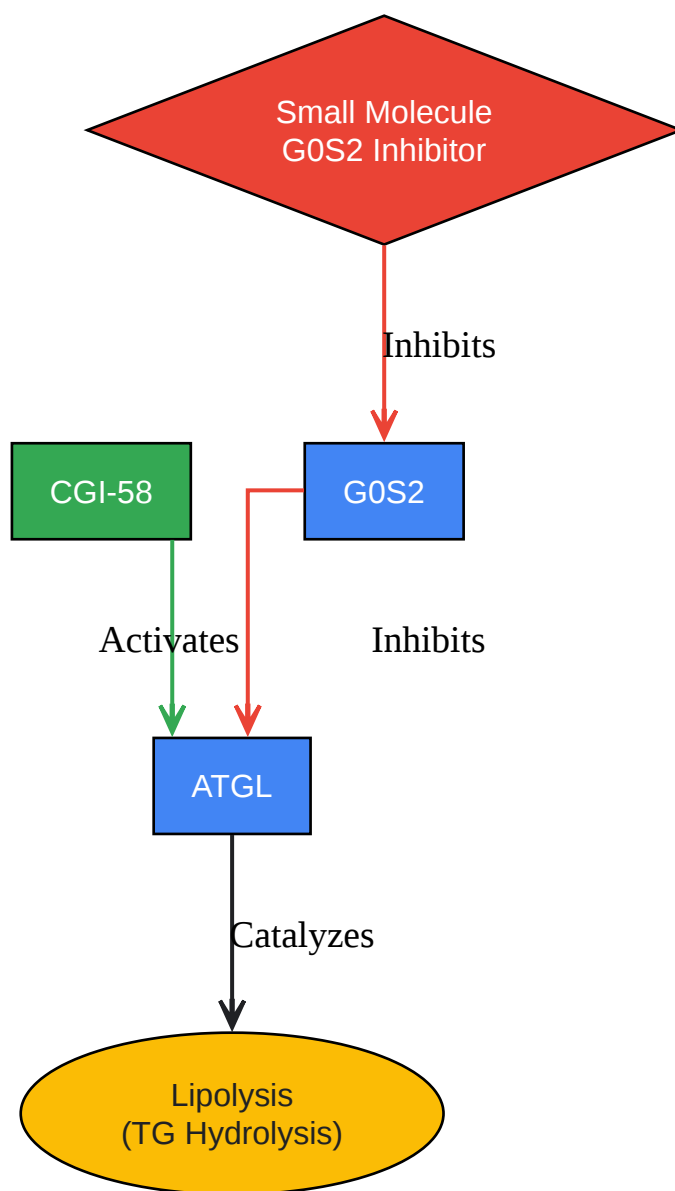 Small Molecule
G0S2 Inhibitor
Inhibits
CGI-58
G0S2
Activates
Inhibits
ATGL
Catalyzes
Lipolysis
(TG Hydrolysis)